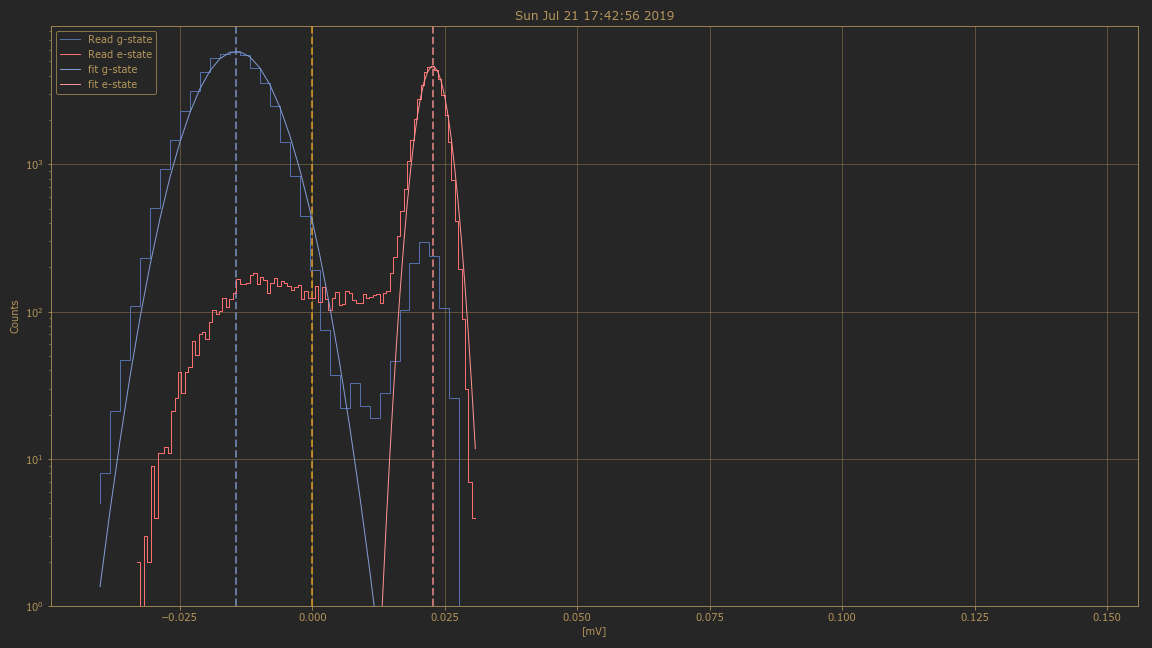 Sun Jul 21 17:42:56 2019
Read g-state
Read e-state
fit g-state
fit e-state
Counts
10³
10²
10¹
10⁰
−0.025 0.000 0.025 0.050 0.075 0.100 0.125 0.150
[mV]